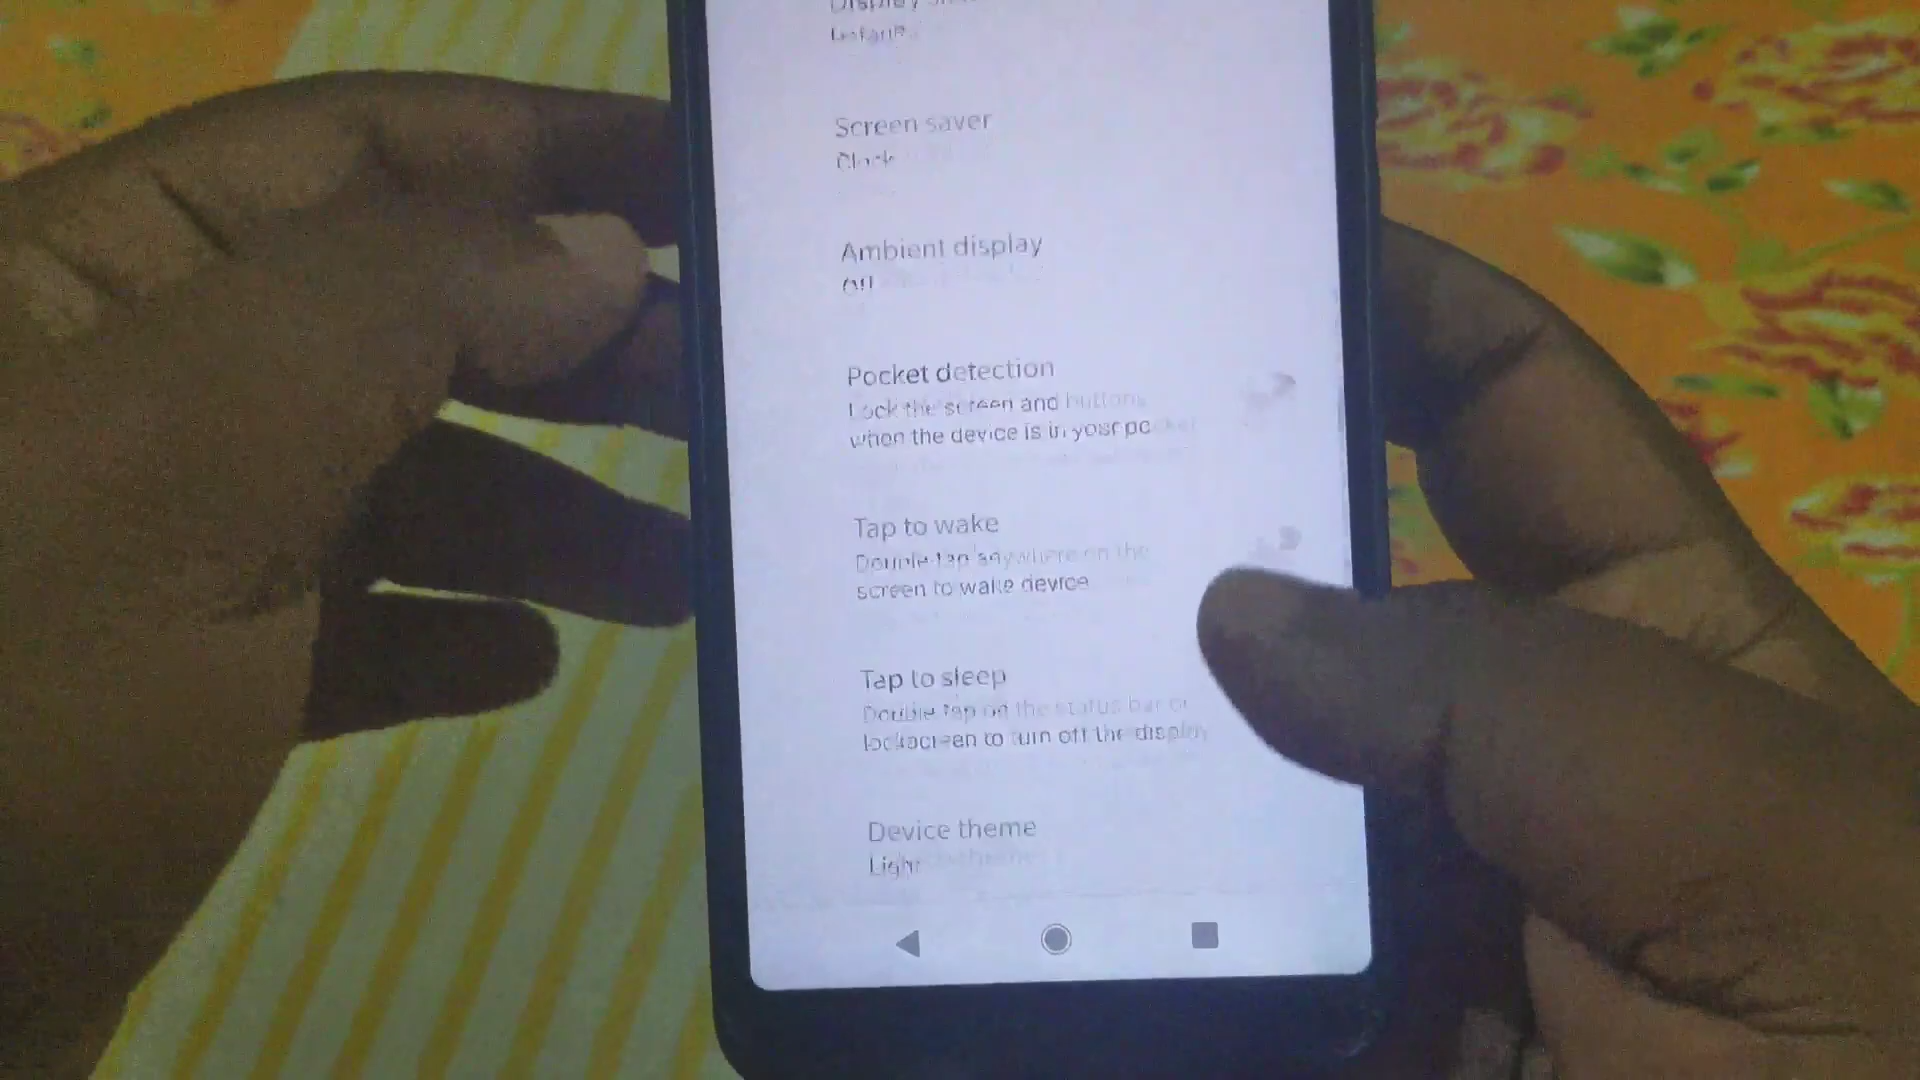 Display
Default
Screen saver
Clock
Ambient display
Off
Pocket detection
Lock the screen and buttons
when the device is in your pocket
Tap to wake
Double-tap anywhere on the
screen to wake device
Tap to sleep
Double tap on the status bar or
lockscreen to turn off the display
Device theme
Light